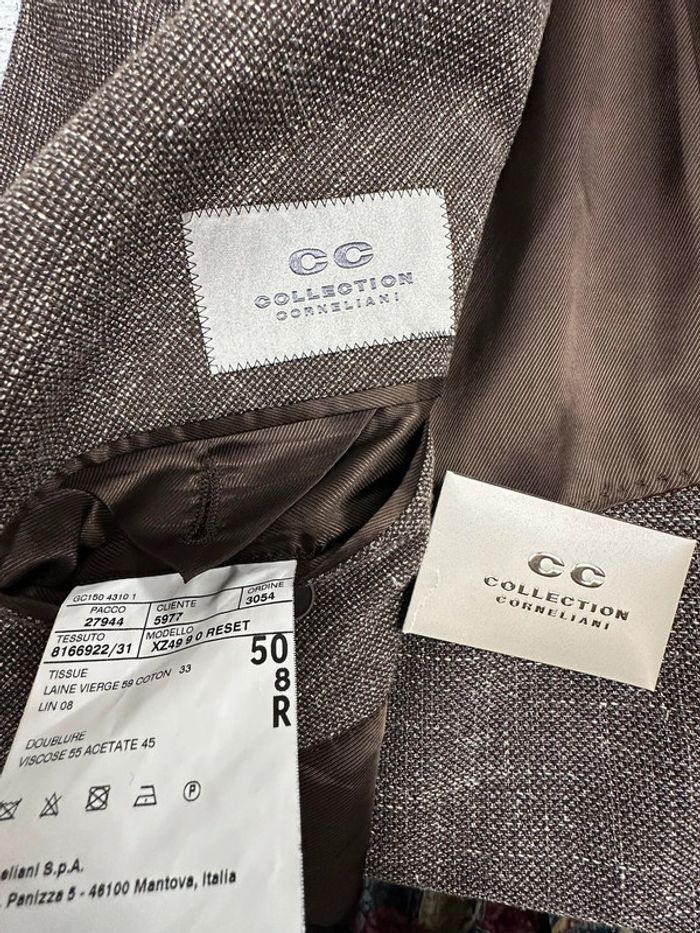 CC
COLLECTION
CORNELIANI
CC
COLLECTION
CORNELIANI
GC150 4310 1
PACCO CLIENTE ORDINE
27944 5977 3054
TESSUTO MODELLO
8166922/31 XZ49 9 0 RESET
50
8
R
TISSUE
LAINE VIERGE 59 COTON 33
LIN 08
DOUBLURE
VISCOSE 55 ACETATE 45
P
eliani S.p.A.
Panizza 5 - 46100 Mantova, Italia